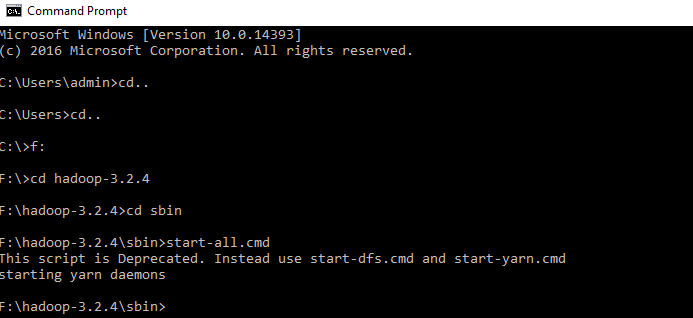 Command Prompt
Microsoft Windows [Version 10.0.14393]
(c) 2016 Microsoft Corporation. All rights reserved.
C:\Users\admin>cd..
C:\Users>cd..
C:\>f:
F:\>cd hadoop-3.2.4
F:\hadoop-3.2.4>cd sbin
F:\hadoop-3.2.4\sbin>start-all.cmd
This script is Deprecated. Instead use start-dfs.cmd and start-yarn.cmd
starting yarn daemons
F:\hadoop-3.2.4\sbin>